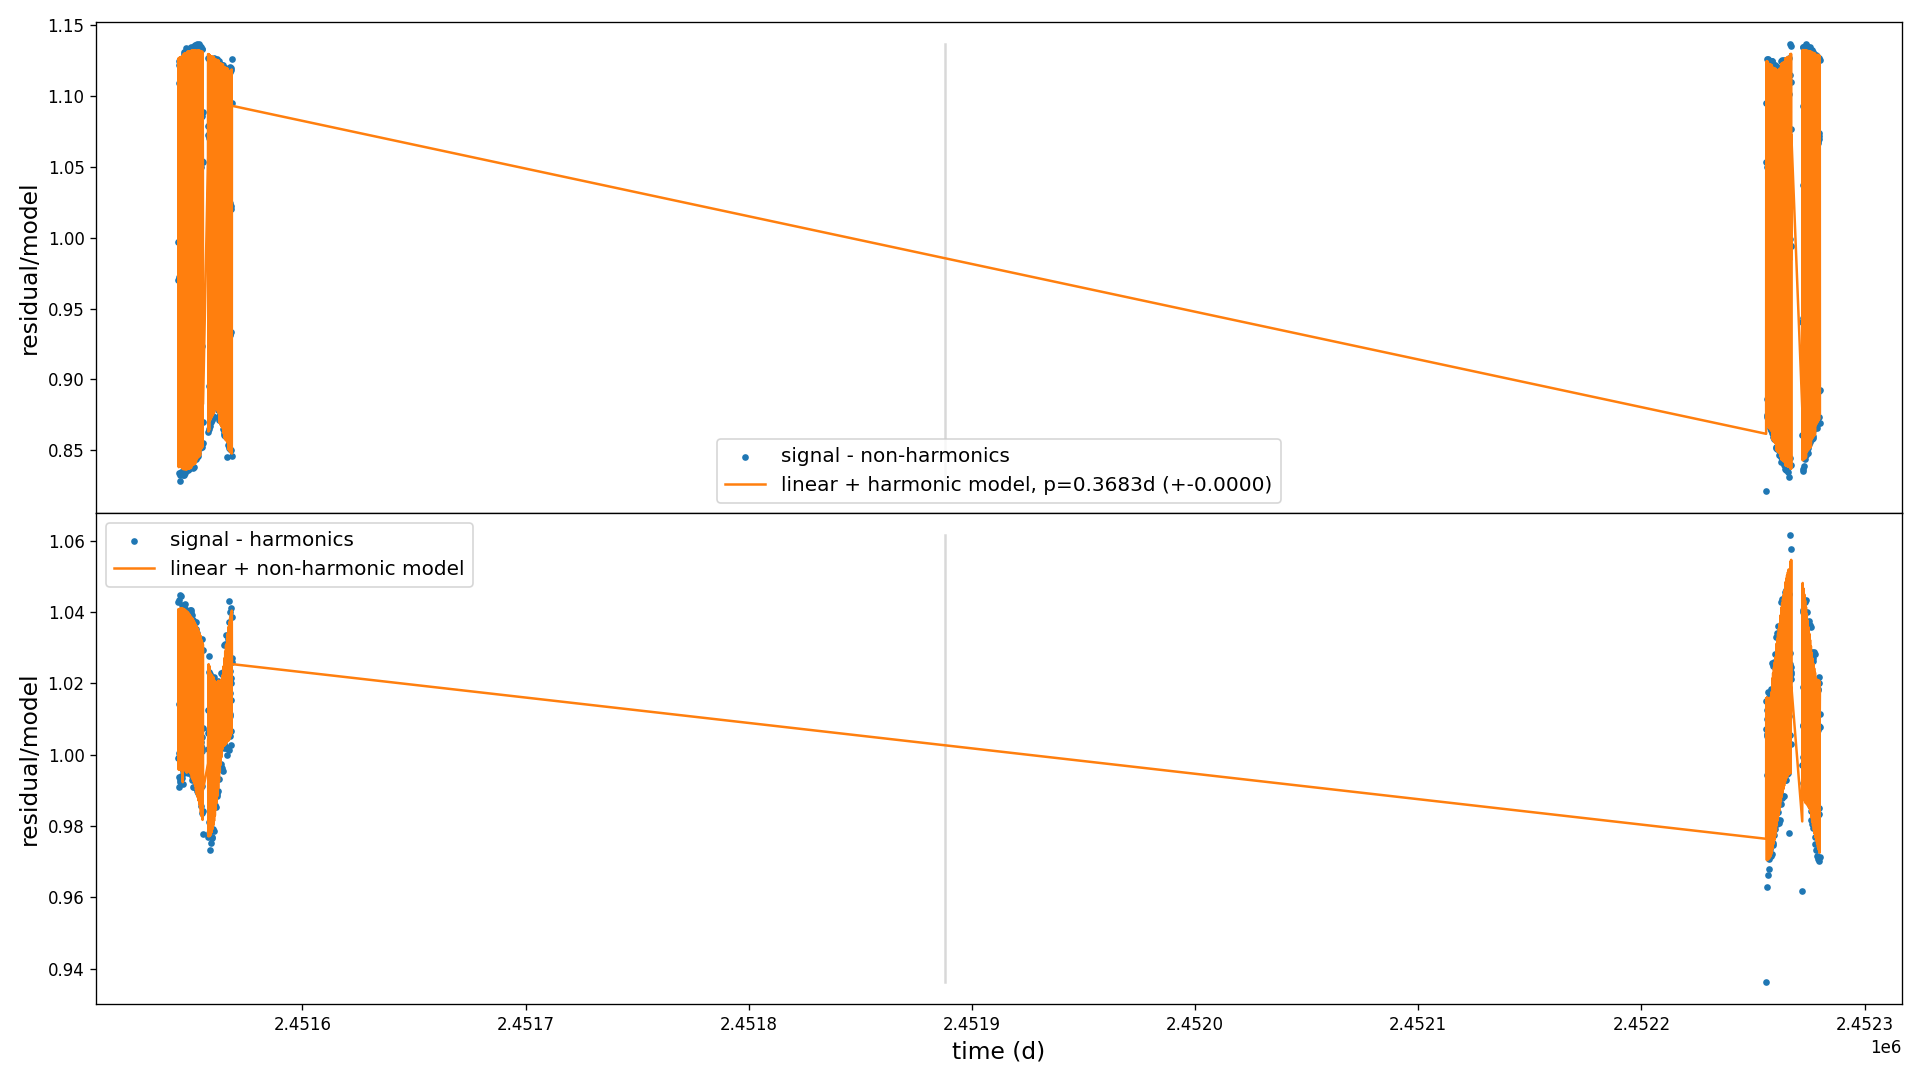 1.15
1.10
1.05
1.00
0.95
0.90
0.85
residual/model
signal - non-harmonics
linear + harmonic model, p=0.3683d (+-0.0000)
signal - harmonics
linear + non-harmonic model
1.06
1.04
1.02
1.00
0.98
0.96
0.94
residual/model
2.4516 2.4517 2.4518 2.4519 2.4520 2.4521 2.4522 2.4523
1e6
time (d)